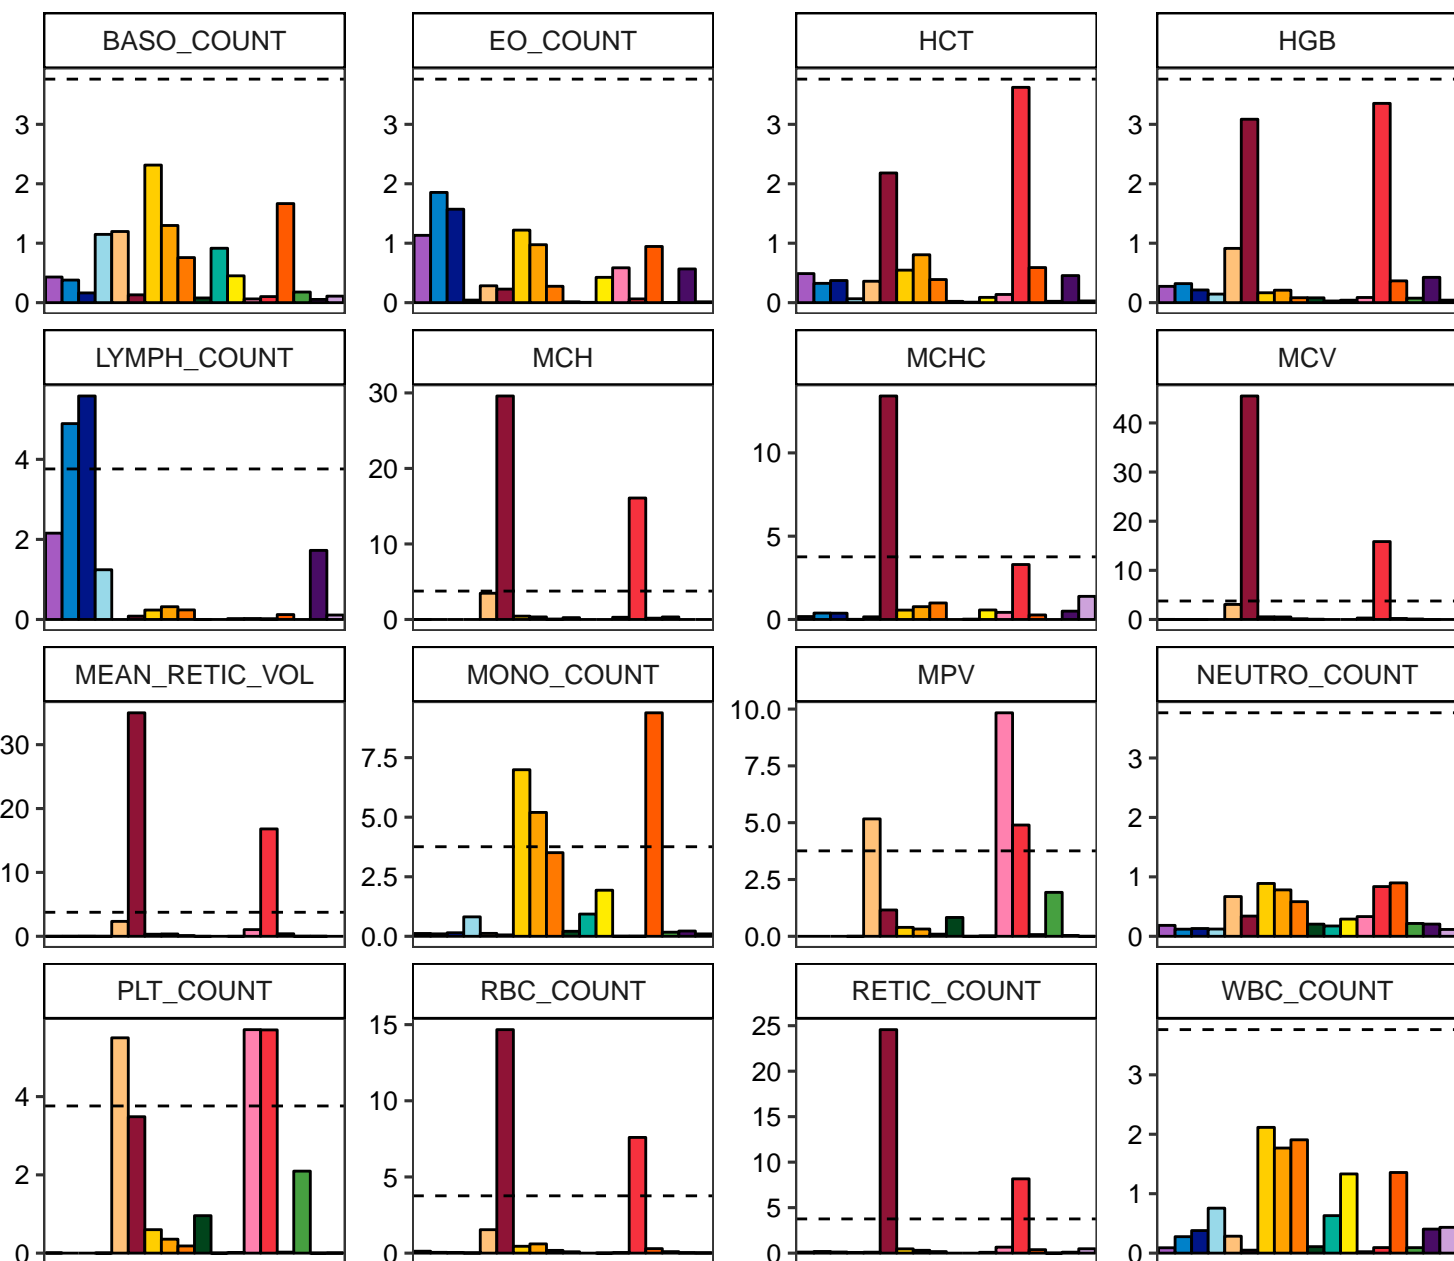 BASO_COUNT EO_COUNT HCT HGB
3 3 3 3
2 2 2 2
1 1 1 1
0 0 0 0
LYMPH_COUNT MCH MCHC MCV
4 30 10 40
2 20 5 30
0 10 0 20
0 10
0
MEAN_RETIC_VOL MONO_COUNT MPV NEUTRO_COUNT
30 7.5 10.0 3
20 5.0 7.5 2
10 2.5 5.0 1
0 0.0 2.5 0
0.0
PLT_COUNT RBC_COUNT RETIC_COUNT WBC_COUNT
4 15 25 3
2 10 20 2
0 5 15 1
0 10 0
5
0